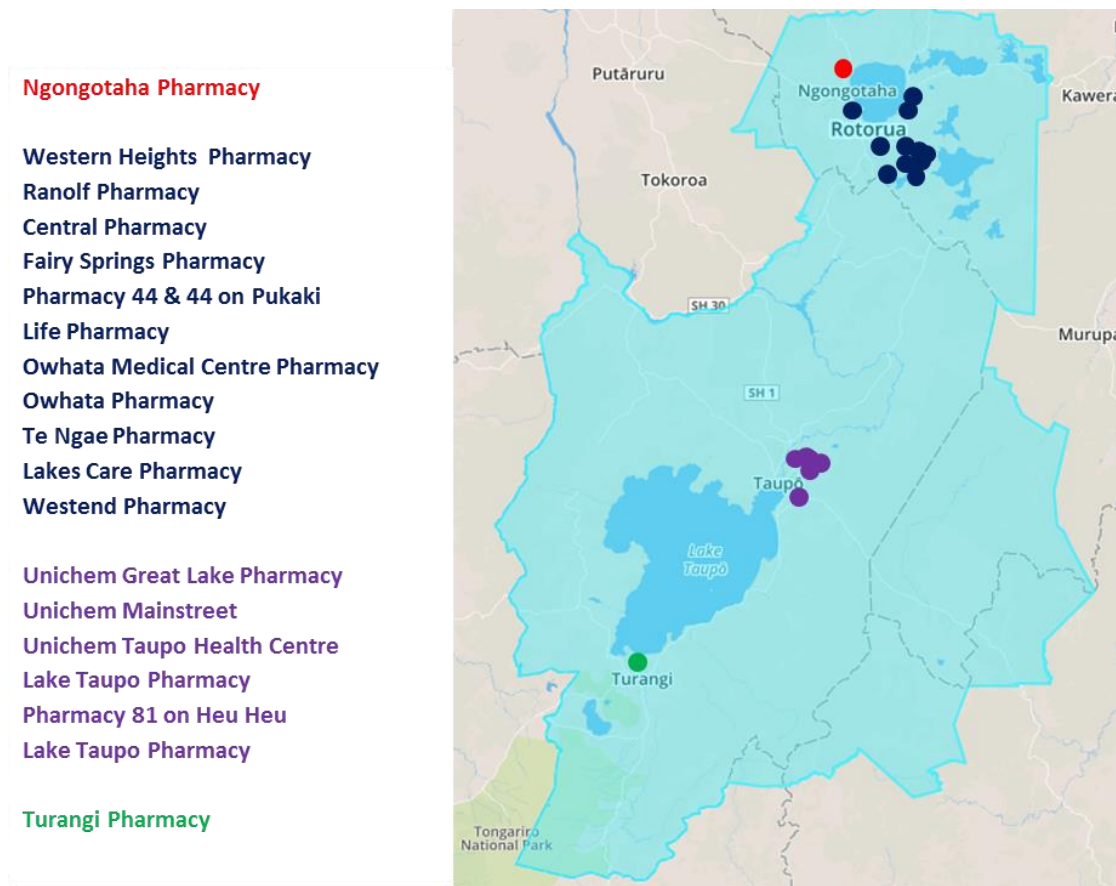 Ngongotaha Pharmacy
Western Heights Pharmacy
Ranolf Pharmacy
Central Pharmacy
Fairy Springs Pharmacy
Pharmacy 44 & 44 on Pukaki
Life Pharmacy
Owhata Medical Centre Pharmacy
Owhata Pharmacy
Te Ngae Pharmacy
Lakes Care Pharmacy
Westend Pharmacy
Unichem Great Lake Pharmacy
Unichem Mainstreet
Unichem Taupo Health Centre
Lake Taupo Pharmacy
Pharmacy 81 on Heu Heu
Lake Taupo Pharmacy
Turangi Pharmacy
Putāruru
Ngongotaha
Kawera
Rotorua
Tokoroa
SH 30
Murupa
SH 1
Taupō
Lake
Taupō
Turangi
Tongariro
National Park